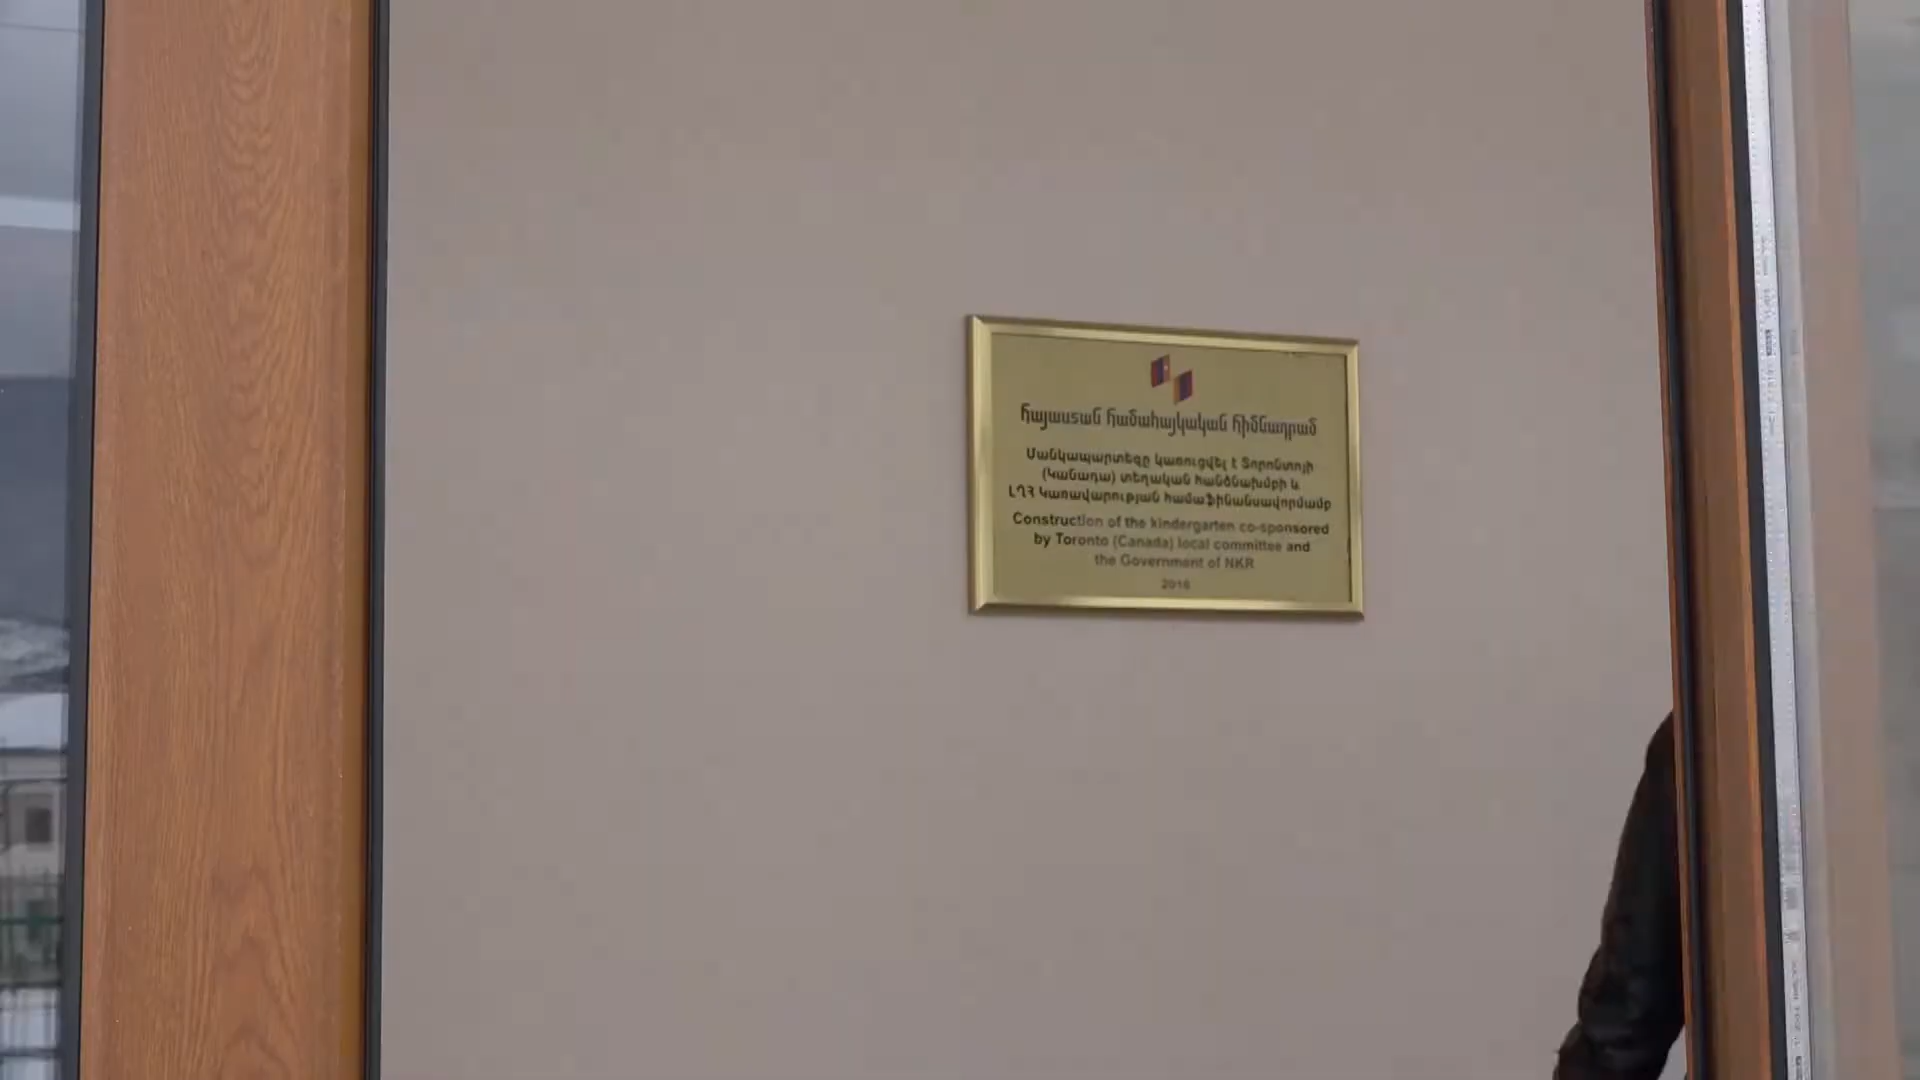 հայաստան համահայկական հիմնադրամ
Մանկապարտեզը կառուցվել է Տորոնտոյի
(Կանադա) տեղական հանձնախմբի և
ԼՂՀ Կառավարության համաֆինանսավորմամբ
Construction of the kindergarten co-sponsored
by Toronto (Canada) local committee and
the Government of NKR
2016